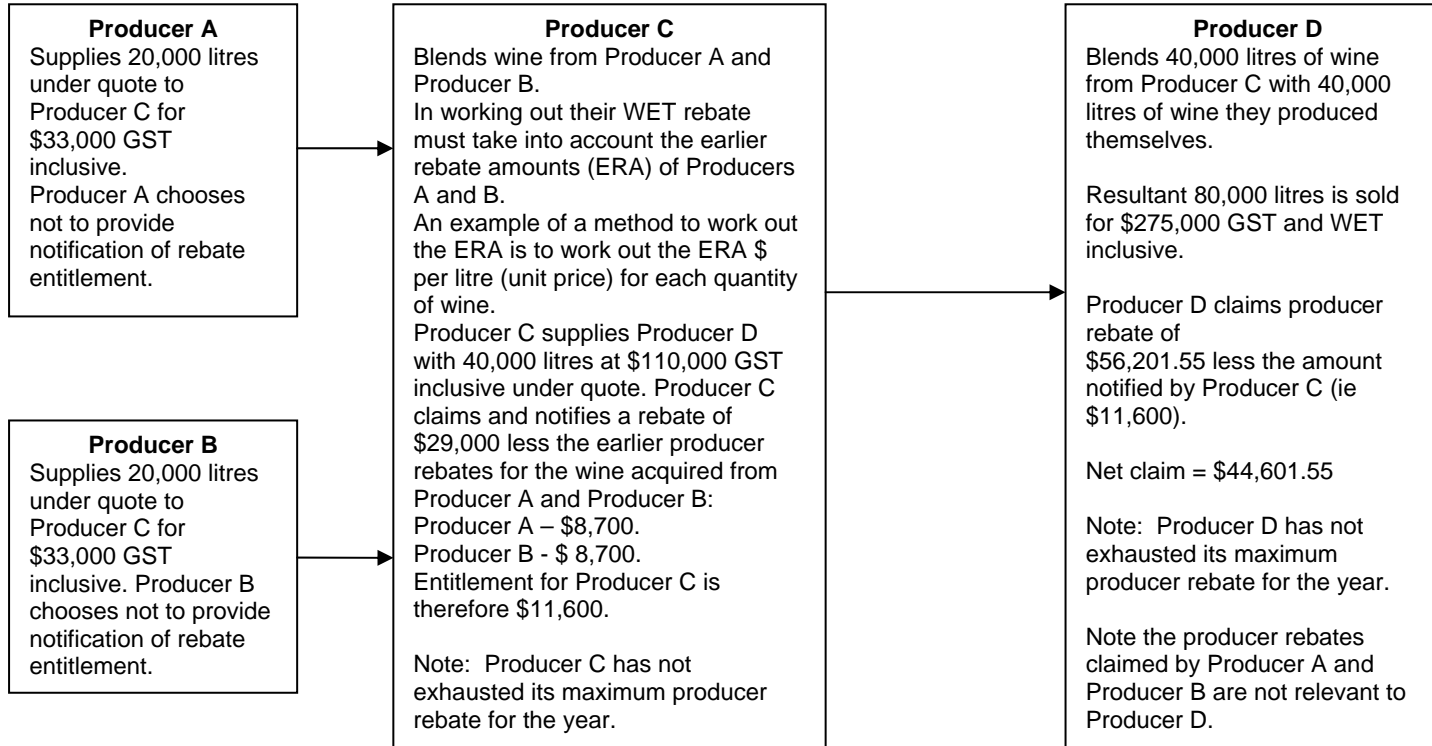 Producer A
Supplies 20,000 litres
under quote to
Producer C for
$33,000 GST
inclusive.
Producer A chooses
not to provide
notification of rebate
entitlement.
Producer B
Supplies 20,000 litres
under quote to
Producer C for
$33,000 GST
inclusive. Producer B
chooses not to provide
notification of rebate
entitlement.
Producer C
Blends wine from Producer A and
Producer B.
In working out their WET rebate
must take into account the earlier
rebate amounts (ERA) of Producers
A and B.
An example of a method to work out
the ERA is to work out the ERA $
per litre (unit price) for each quantity
of wine.
Producer C supplies Producer D
with 40,000 litres at $110,000 GST
inclusive under quote. Producer C
claims and notifies a rebate of
$29,000 less the earlier producer
rebates for the wine acquired from
Producer A and Producer B:
Producer A – $8,700.
Producer B - $ 8,700.
Entitlement for Producer C is
therefore $11,600.
Note: Producer C has not
exhausted its maximum producer
rebate for the year.
Producer D
Blends 40,000 litres of wine
from Producer C with 40,000
litres of wine they produced
themselves.
Resultant 80,000 litres is sold
for $275,000 GST and WET
inclusive.
Producer D claims producer
rebate of
$56,201.55 less the amount
notified by Producer C (ie
$11,600).
Net claim = $44,601.55
Note: Producer D has not
exhausted its maximum
producer rebate for the year.
Note the producer rebates
claimed by Producer A and
Producer B are not relevant to
Producer D.